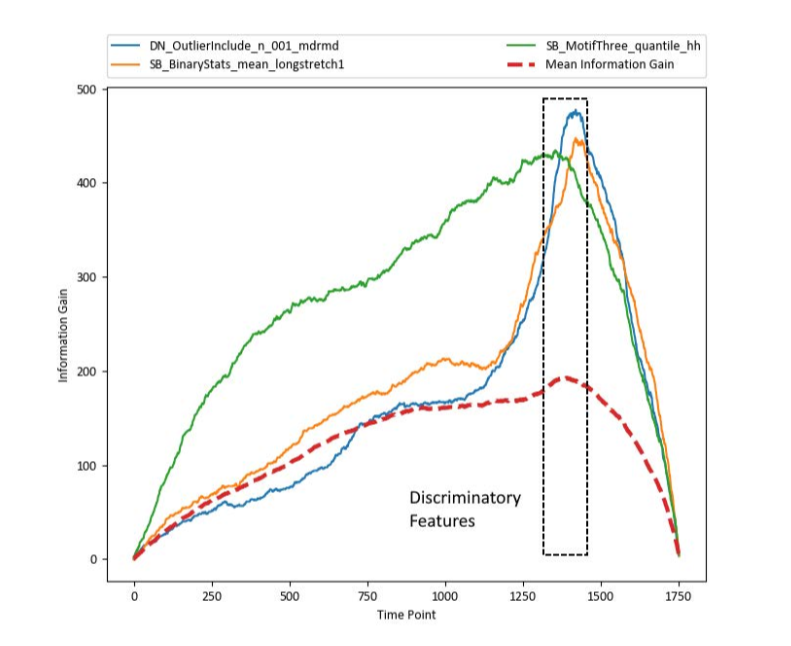 DN_OutlierInclude_n_001_mdrmd
SB_BinaryStats_mean_longstretch1
SB_MotifThree_quantile_hh
Mean Information Gain
500
400
300
200
100
0
Information Gain
Discriminatory
Features
0 250 500 750 1000 1250 1500 1750
Time Point